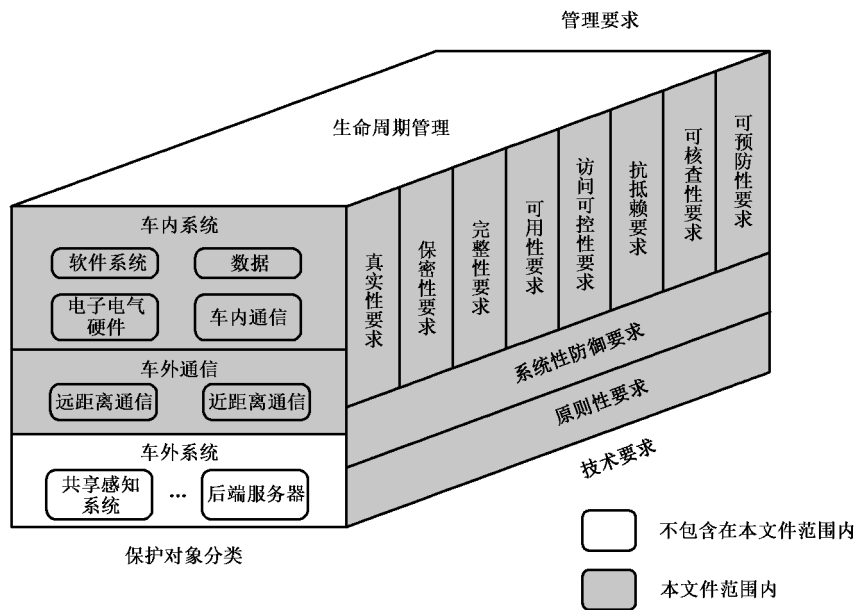 管理要求
生命周期管理
车内系统
软件系统
数据
电子电气
硬件
车内通信
车外通信
远距离通信
近距离通信
车外系统
共享感知
系统
...
后端服务器
保护对象分类
真实性要求
保密性要求
完整性要求
可用性要求
访问可控性要求
抗抵赖要求
可核查性要求
可预防性要求
系统性防御要求
原则性要求
技术要求
不包含在本文件范围内
本文件范围内